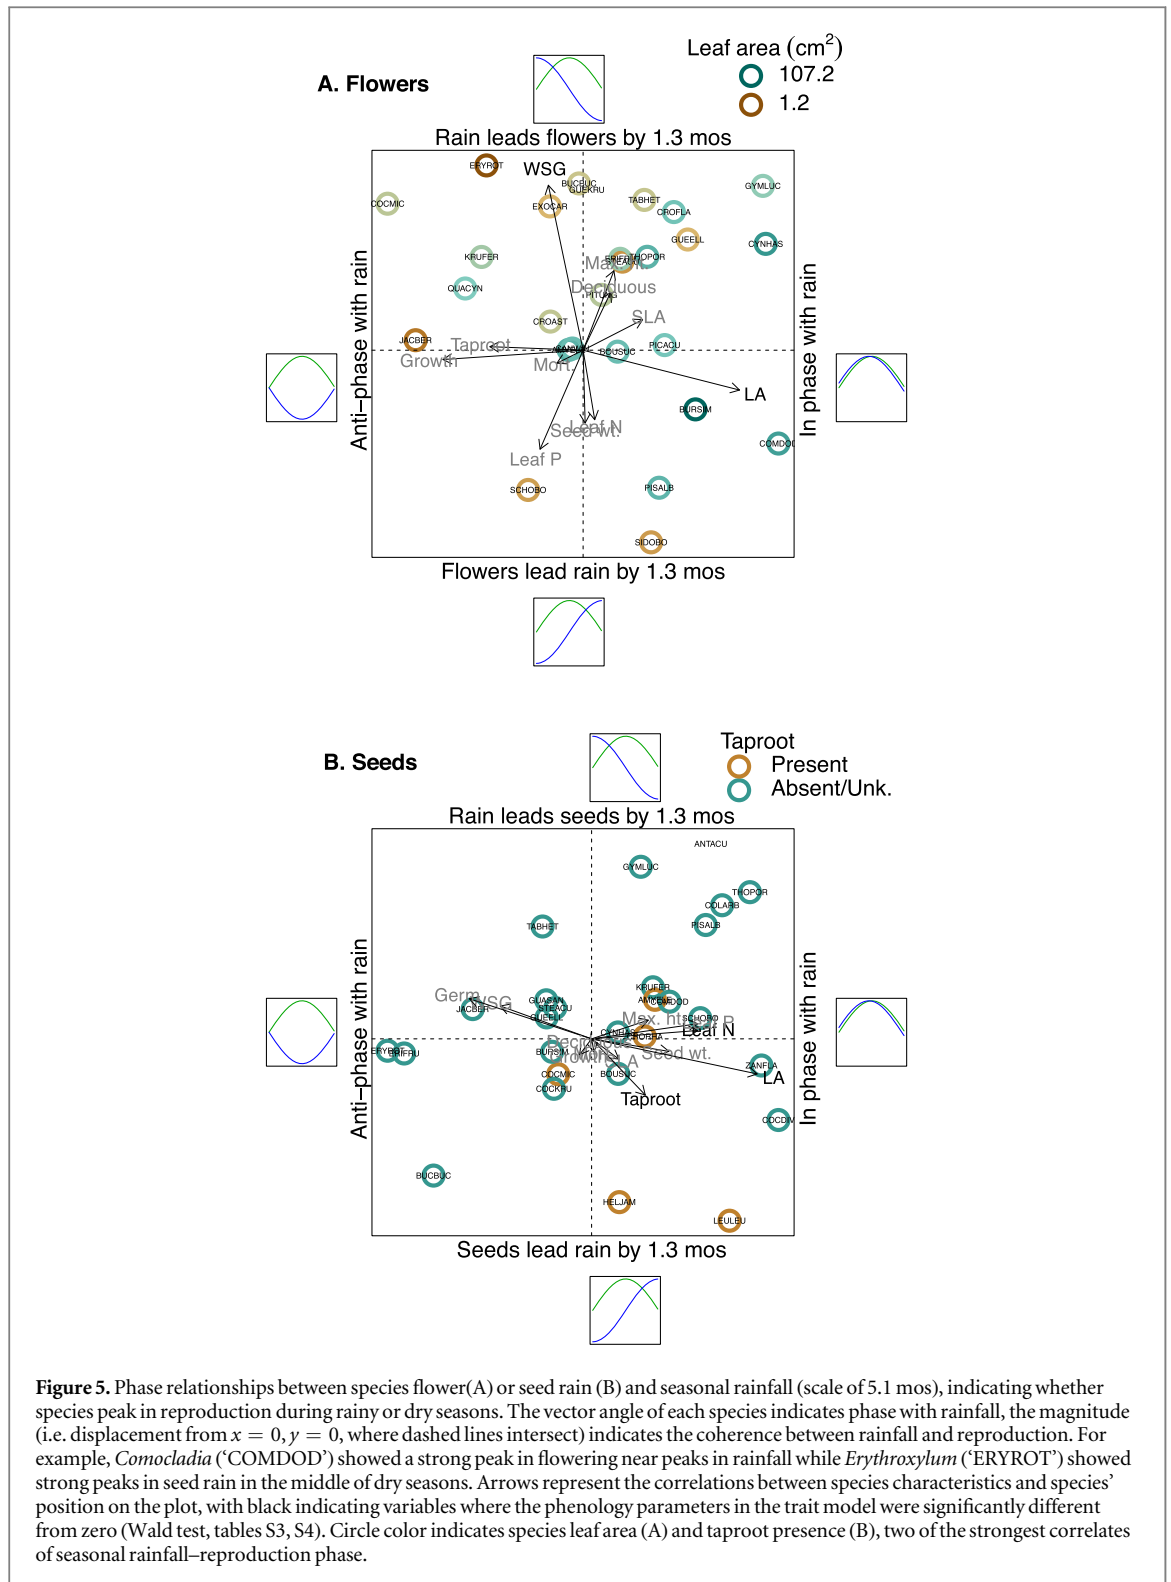 A. Flowers
Leaf area (cm2)
107.2
1.2
Rain leads flowers by 1.3 mos
ERYROT
WSG
BUCBUC
GUEKRU
GYMLUC
COCMIC
EXOCAR
TABHET
CROFLA
GUEELL
CYNHAS
KRUFER
THOPOR
QUACYN
Deciduous
SLA
CROAST
JACBER
Taproot
BOUSUC
PICACU
Growth
Mort.
LA
BURSIM
Seed wt.
Leaf N
COMDOD
Leaf P
SCHOBO
PISALB
SIDOBO
Anti–phase with rain
In phase with rain
Flowers lead rain by 1.3 mos
B. Seeds
Taproot
Present
Absent/Unk.
Rain leads seeds by 1.3 mos
ANTACU
GYMLUC
THOPOR
COLARB
PISALB
TABHET
KRUFER
Germ.
WSG
GUASAN
STEACU
JACBER
GUEELL
COMDOD
SCHOBO
Max. ht.
Leaf N
CYNHAS
Deciduous
ERYROT
BURSIM
Seed wt.
ZANFLA
LA
COCMIC
BOUSUC
COCKRU
Taproot
COCDIV
BUCBUC
HELJAM
LEULEU
Anti–phase with rain
In phase with rain
Seeds lead rain by 1.3 mos
Figure 5. Phase relationships between species flower(A) or seed rain (B) and seasonal rainfall (scale of 5.1 mos), indicating whether
species peak in reproduction during rainy or dry seasons. The vector angle of each species indicates phase with rainfall, the magnitude
(i.e. displacement from x = 0, y = 0, where dashed lines intersect) indicates the coherence between rainfall and reproduction. For
example, Comocladia (‘COMDOD’) showed a strong peak in flowering near peaks in rainfall while Erythroxylum (‘ERYROT’) showed
strong peaks in seed rain in the middle of dry seasons. Arrows represent the correlations between species characteristics and species’
position on the plot, with black indicating variables where the phenology parameters in the trait model were significantly different
from zero (Wald test, tables S3, S4). Circle color indicates species leaf area (A) and taproot presence (B), two of the strongest correlates
of seasonal rainfall–reproduction phase.